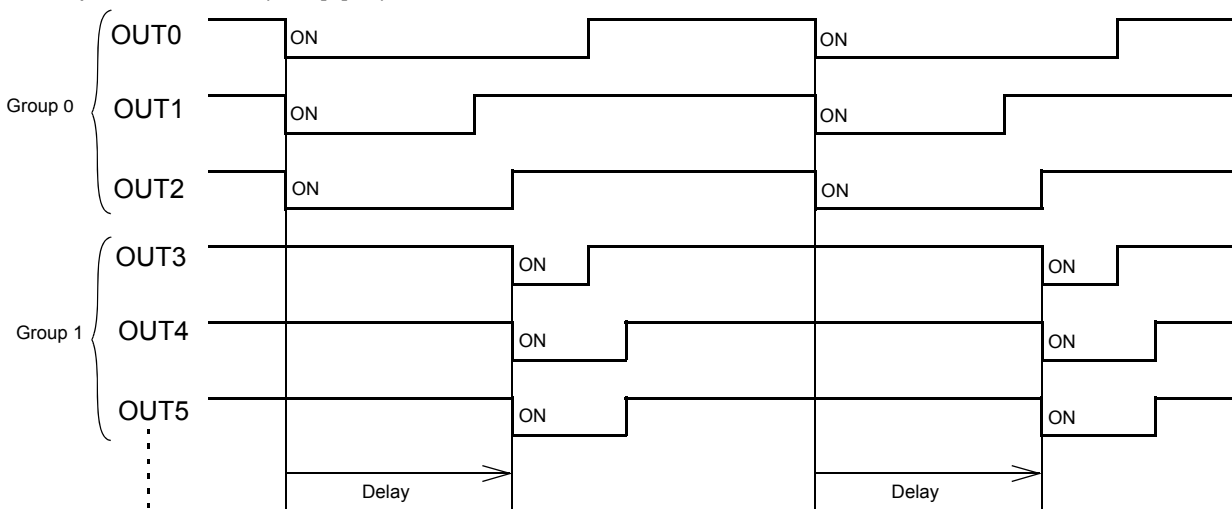 OUT0 ON ON
Group 0 OUT1 ON ON
OUT2 ON ON
OUT3 ON ON
Group 1 OUT4 ON ON
OUT5 ON ON
Delay Delay